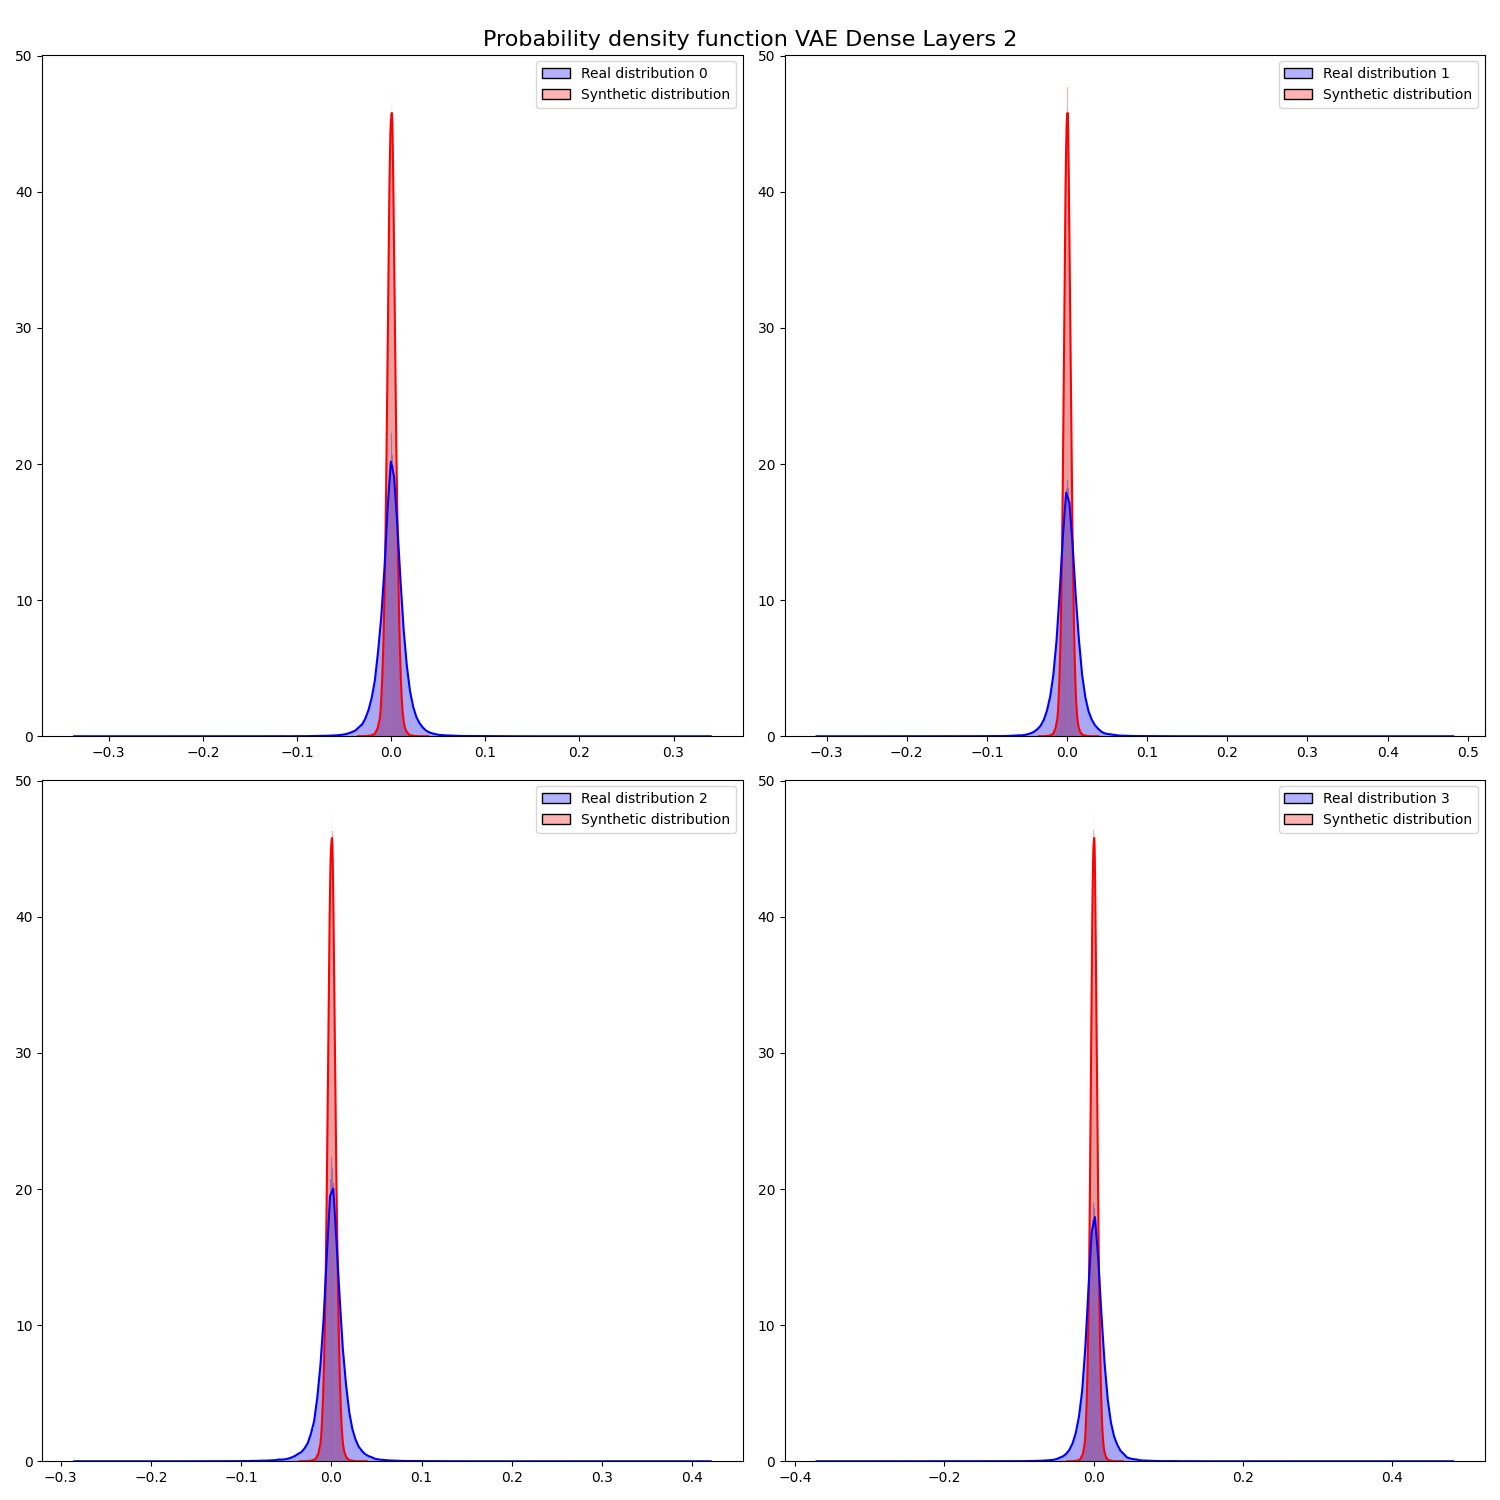 Probability density function VAE Dense Layers 2
50
40
30
20
10
0
Real distribution 0
Synthetic distribution
−0.3 −0.2 −0.1 0.0 0.1 0.2 0.3
50
40
30
20
10
0
Real distribution 1
Synthetic distribution
−0.3 −0.2 −0.1 0.0 0.1 0.2 0.3 0.4 0.5
50
40
30
20
10
0
Real distribution 2
Synthetic distribution
−0.3 −0.2 −0.1 0.0 0.1 0.2 0.3 0.4
50
40
30
20
10
0
Real distribution 3
Synthetic distribution
−0.4 −0.2 0.0 0.2 0.4